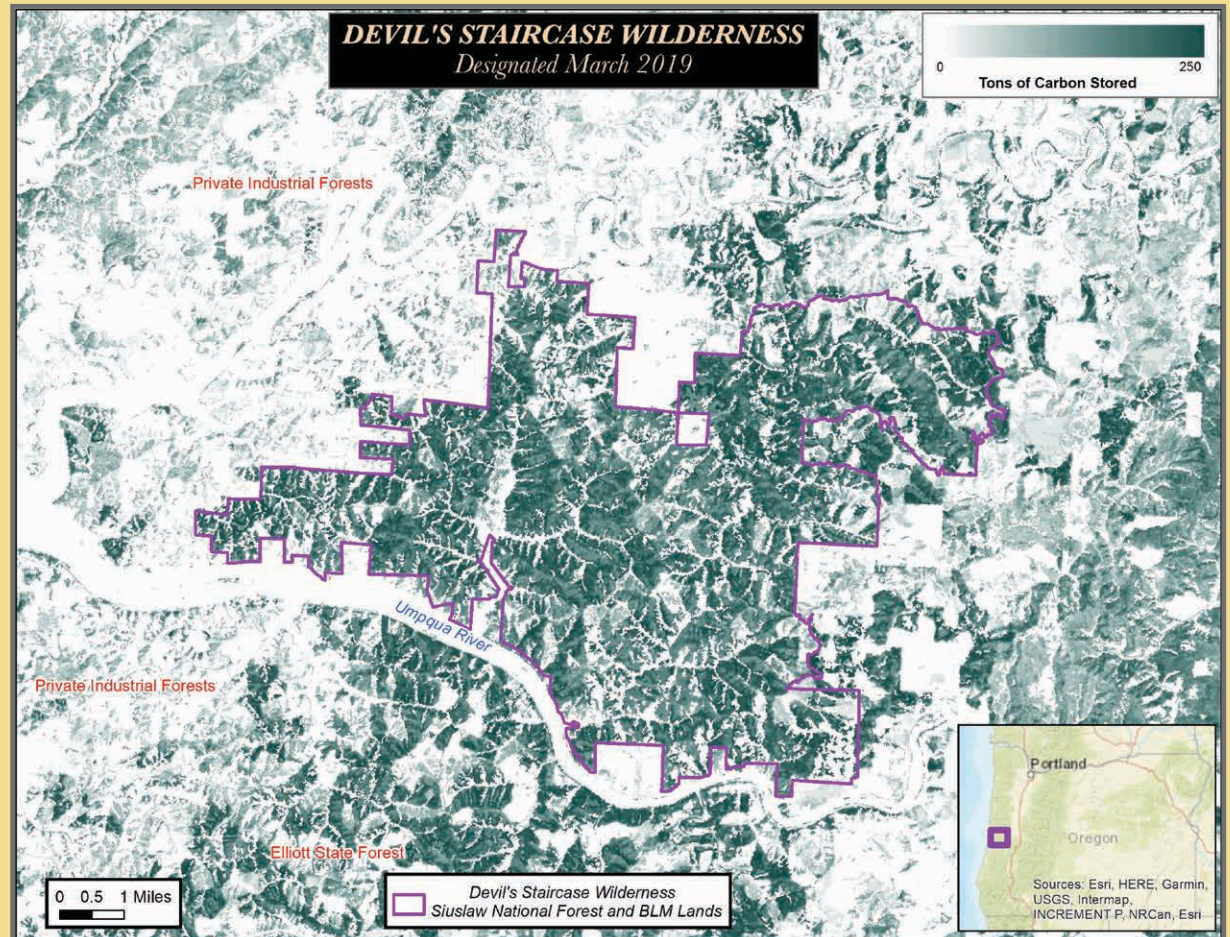 DEVIL'S STAIRCASE WILDERNESS
Designated March 2019
0 250
Tons of Carbon Stored
Private Industrial Forests
Umpqua River
Private Industrial Forests
Elliott State Forest
0 0.5 1 Miles
Devil's Staircase Wilderness
Siuslaw National Forest and BLM Lands
Portland
Oregon
Sources: Esri, HERE, Garmin,
USGS, Intermap,
INCREMENT P, NRCan, Esri